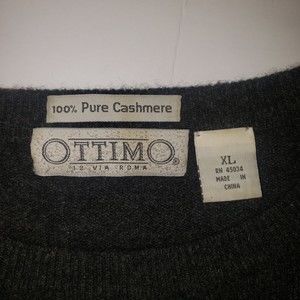 100% Pure Cashmere
OTTIMO®
12 VIA ROMA
XL
RN 45034
MADE IN
CHINA